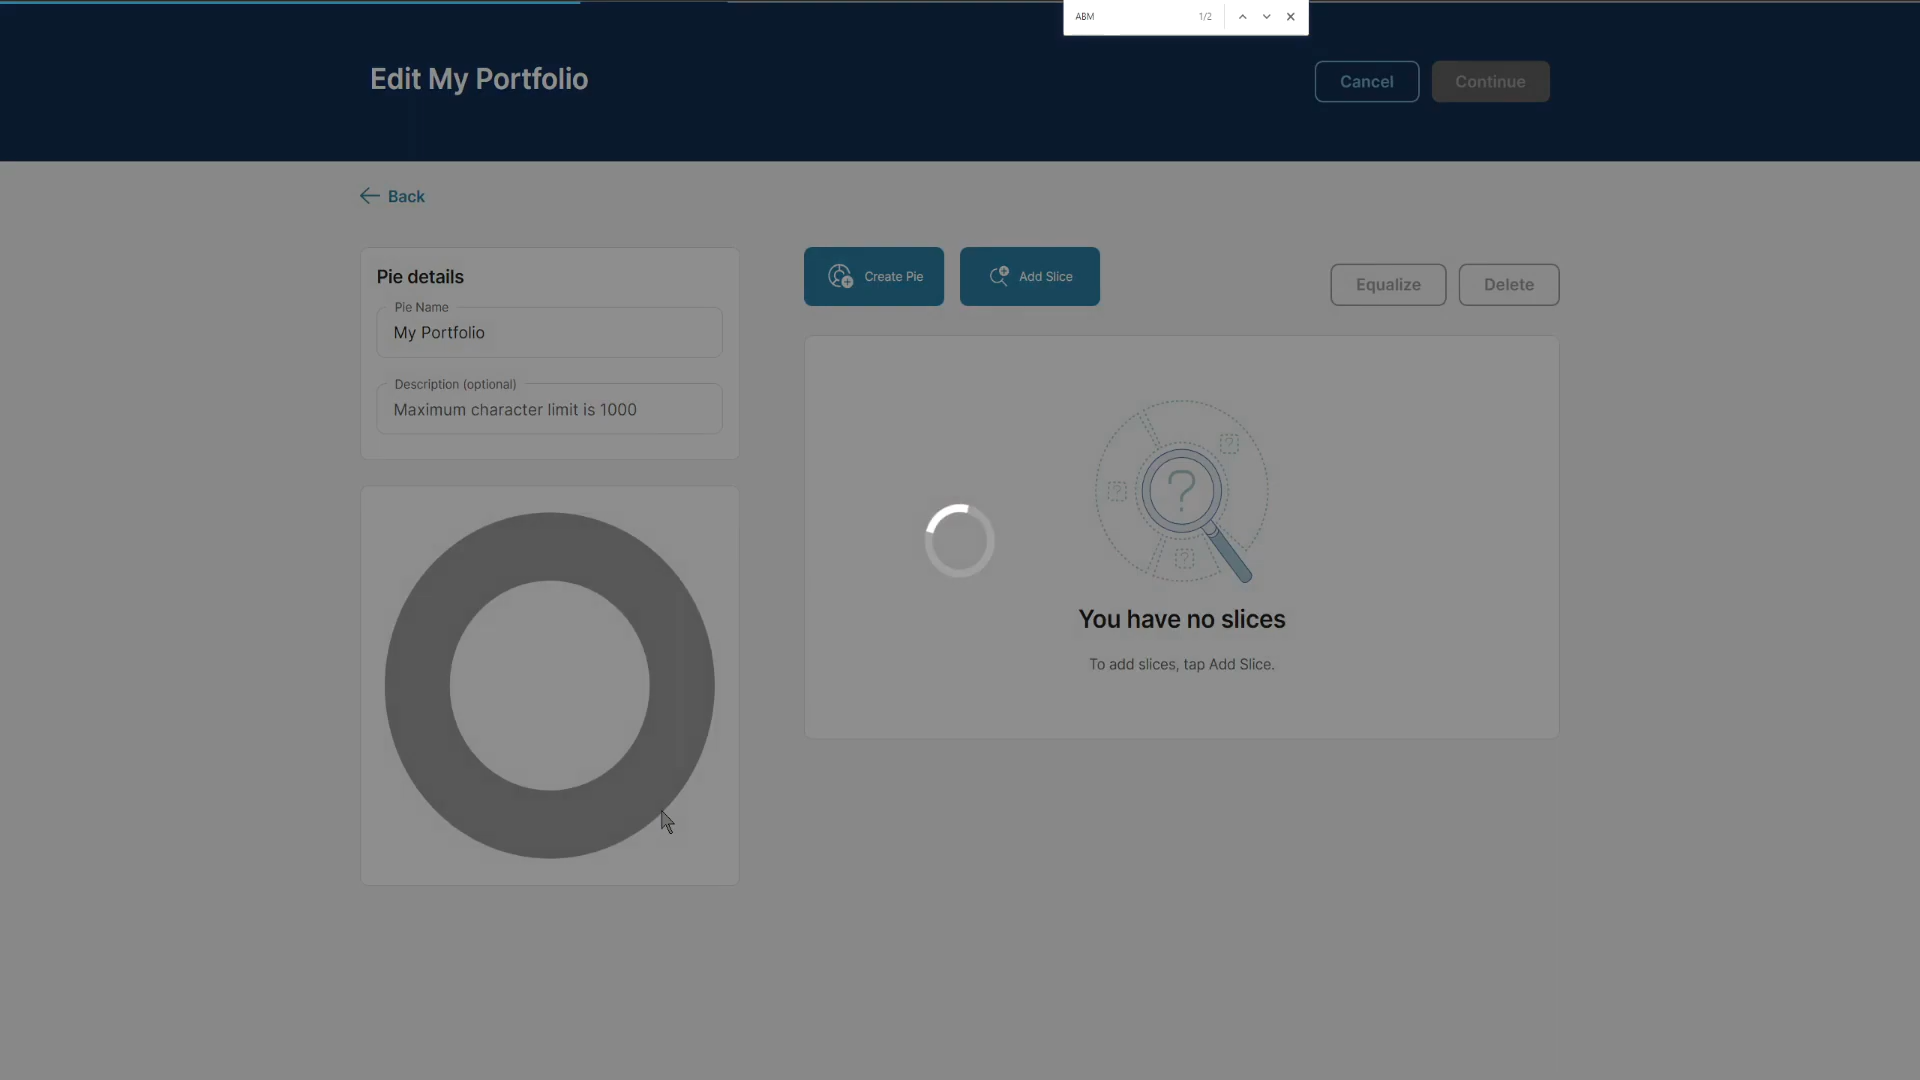 ABM
1/2
Edit My Portfolio
Cancel
Continue
Back
Pie details
Pie Name
My Portfolio
Description (optional)
Maximum character limit is 1000
Create Pie
Add Slice
Equalize
Delete
?
?
?
?
You have no slices
To add slices, tap Add Slice.